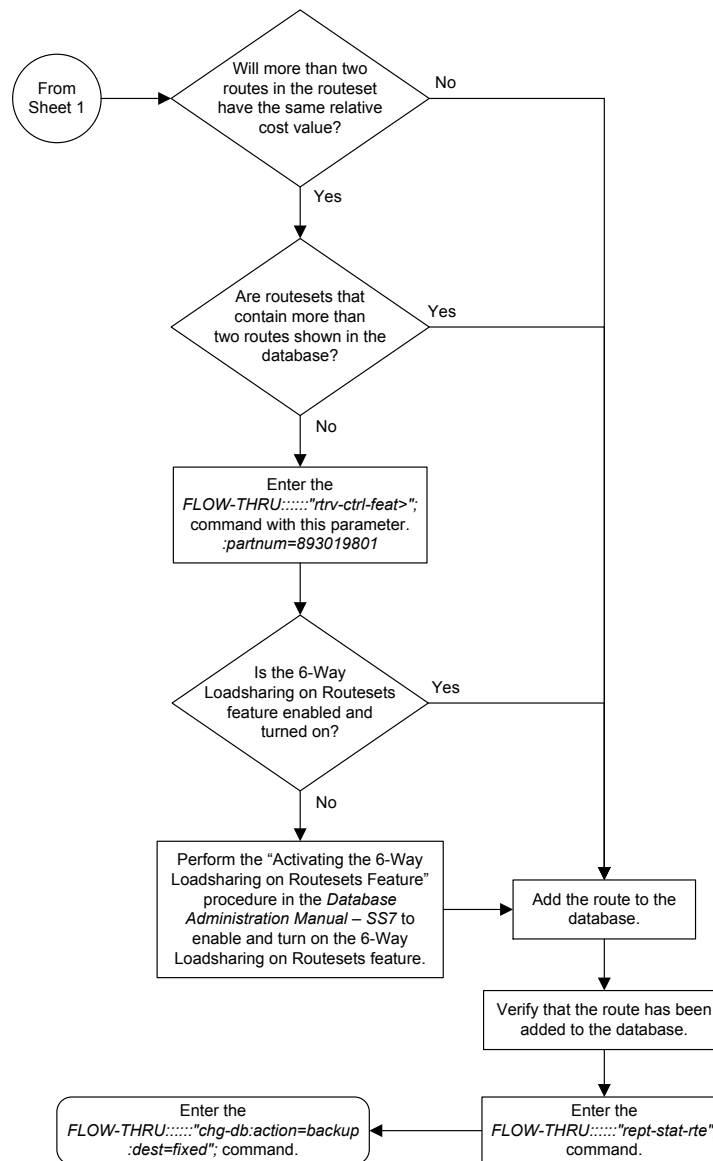 From
Sheet 1
Will more than two
routes in the routeset
have the same relative
cost value?
No
Yes
Are routesets that
contain more than
two routes shown in the
database?
Yes
No
Enter the
FLOW-THRU::::::"rtrv-ctrl-feat>";
command with this parameter.
:partnum=893019801
Is the 6-Way
Loadsharing on Routesets
feature enabled and
turned on?
Yes
No
Perform the “Activating the 6-Way
Loadsharing on Routesets Feature”
procedure in the Database
Administration Manual – SS7 to
enable and turn on the 6-Way
Loadsharing on Routesets feature.
Add the route to the
database.
Verify that the route has been
added to the database.
Enter the
FLOW-THRU::::::"rept-stat-rte"
command.
Enter the
FLOW-THRU::::::"chg-db:action=backup
:dest=fixed"; command.